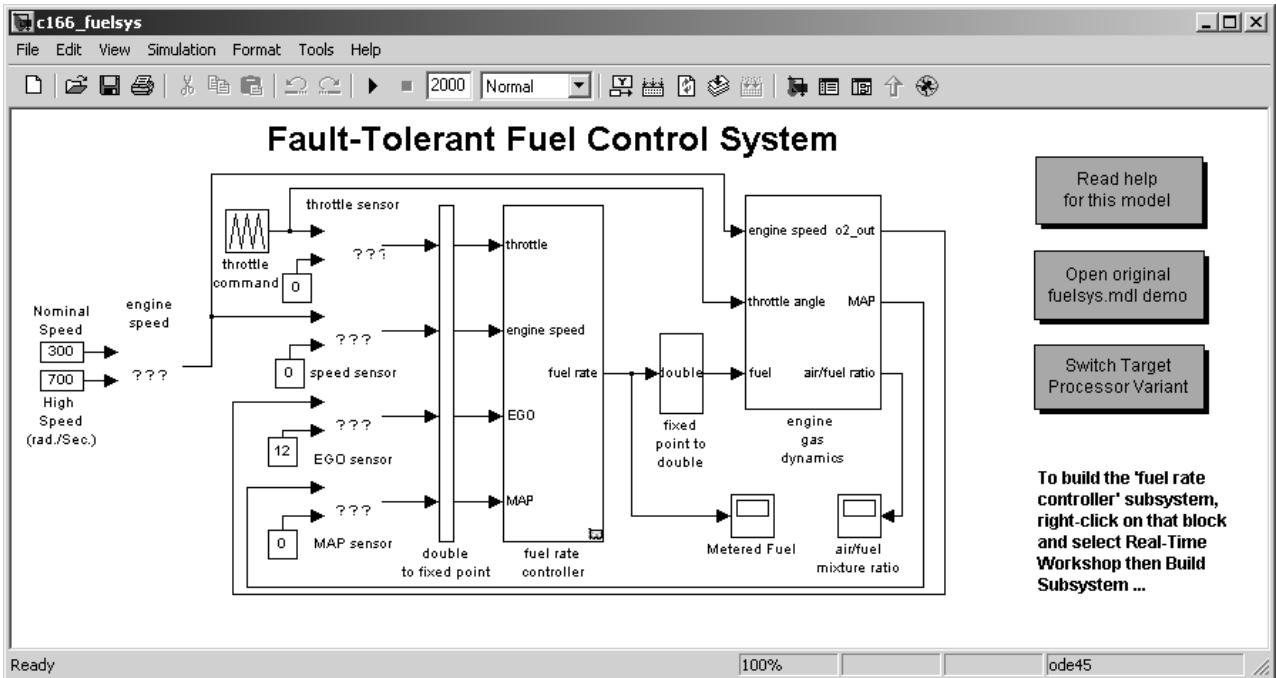 c166_fuelsys
File Edit View Simulation Format Tools Help
2000 Normal
Fault-Tolerant Fuel Control System
throttle sensor
throttle
command
???
0
Nominal
Speed
300
700
High
Speed
(rad./Sec.)
engine
speed
???
???
0
speed sensor
???
12
EGO sensor
???
0
MAP sensor
double
to fixed point
throttle
engine speed
fuel rate
EGO
MAP
fuel rate
controller
double
fixed
point to
double
engine speed o2_out
throttle angle MAP
fuel air/fuel ratio
engine
gas
dynamics
Metered Fuel
air/fuel
mixture ratio
Read help
for this model
Open original
fuelsys.mdl demo
Switch Target
Processor Variant
To build the 'fuel rate
controller' subsystem,
right-click on that block
and select Real-Time
Workshop then Build
Subsystem ...
Ready
100%
ode45